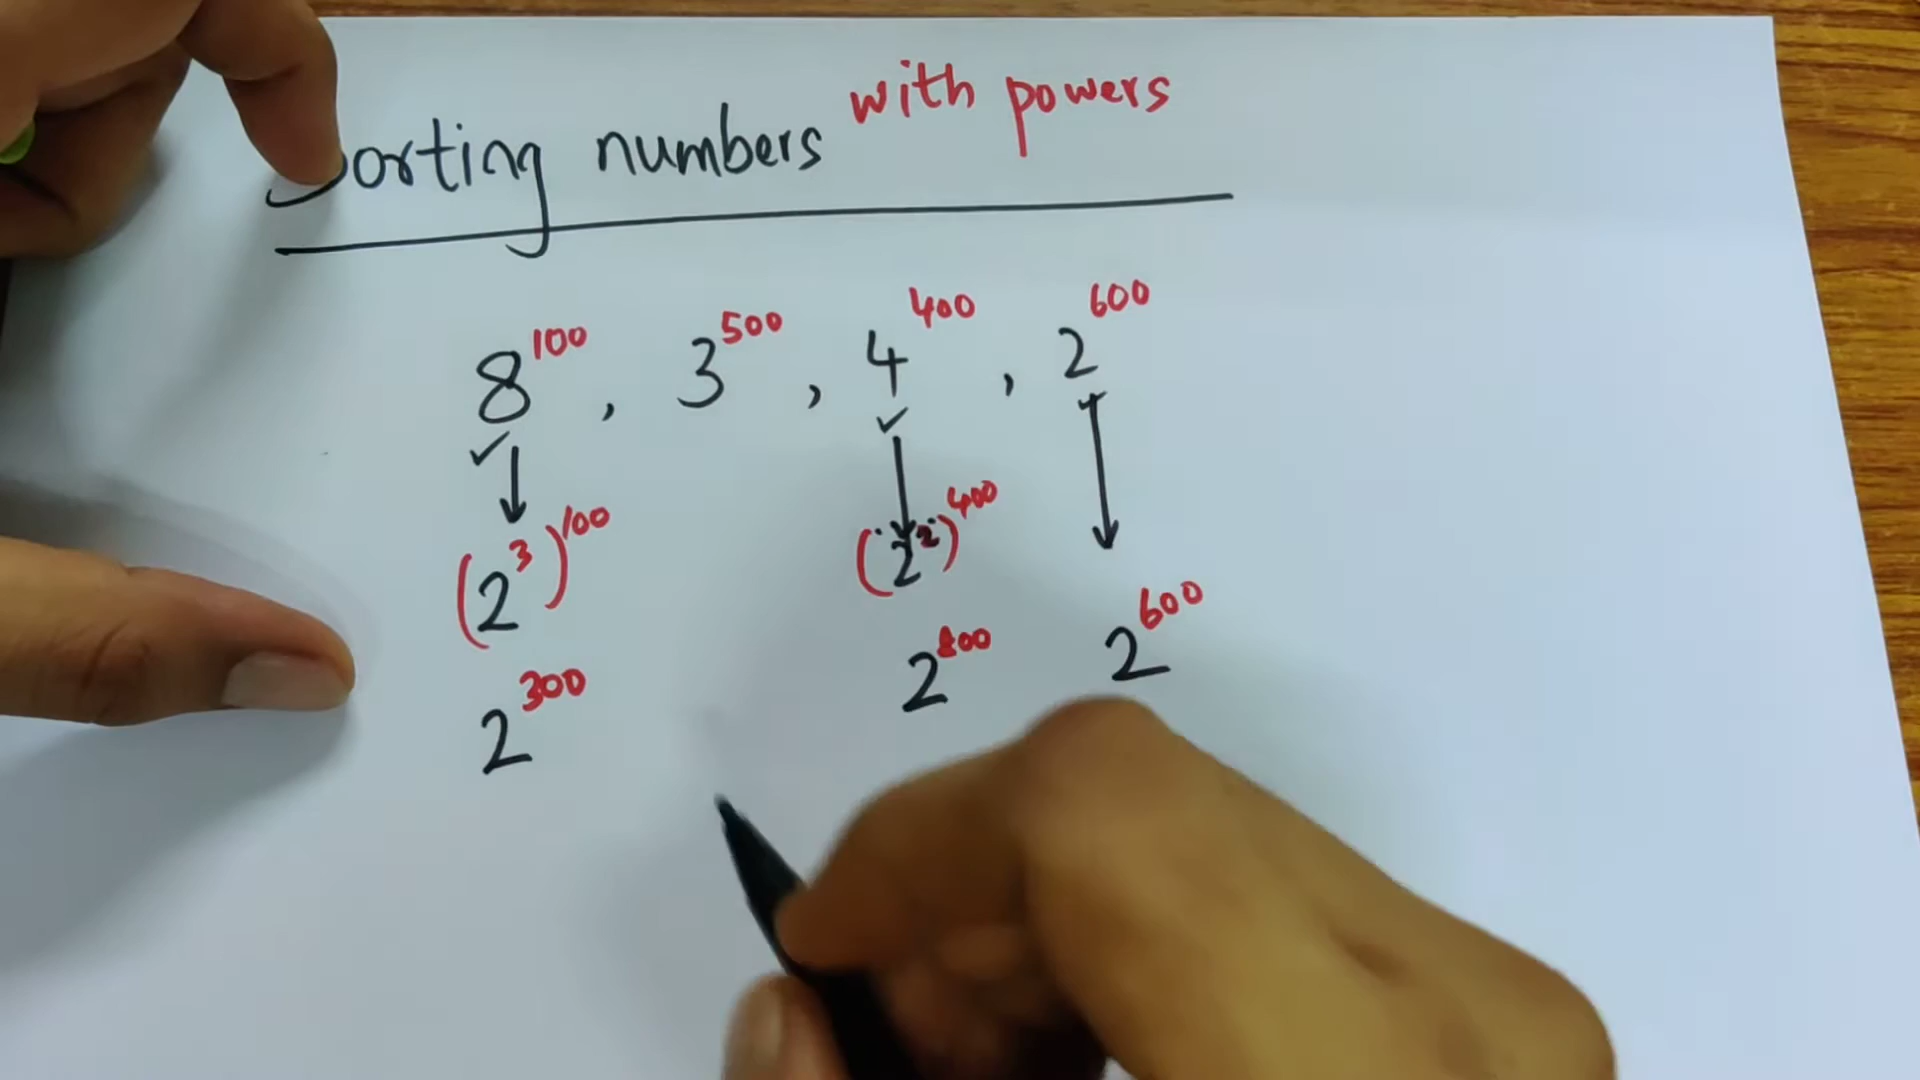 Sorting numbers with powers
8^100 , 3^500 , 4^400 , 2^600
(2^3)^100 (2^2)^400
2^300 2^800 2^600